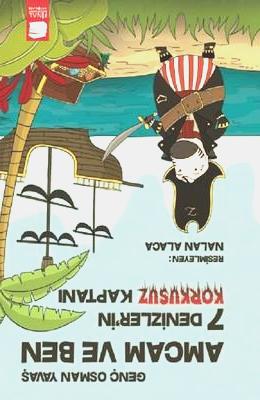 GENÇ OSMAN YAVAŞ
AMCAM VE BEN
7 DENİZLER'İN
KORKUSUZ KAPTANI
RESİMLEYEN:
NALAN ALACA